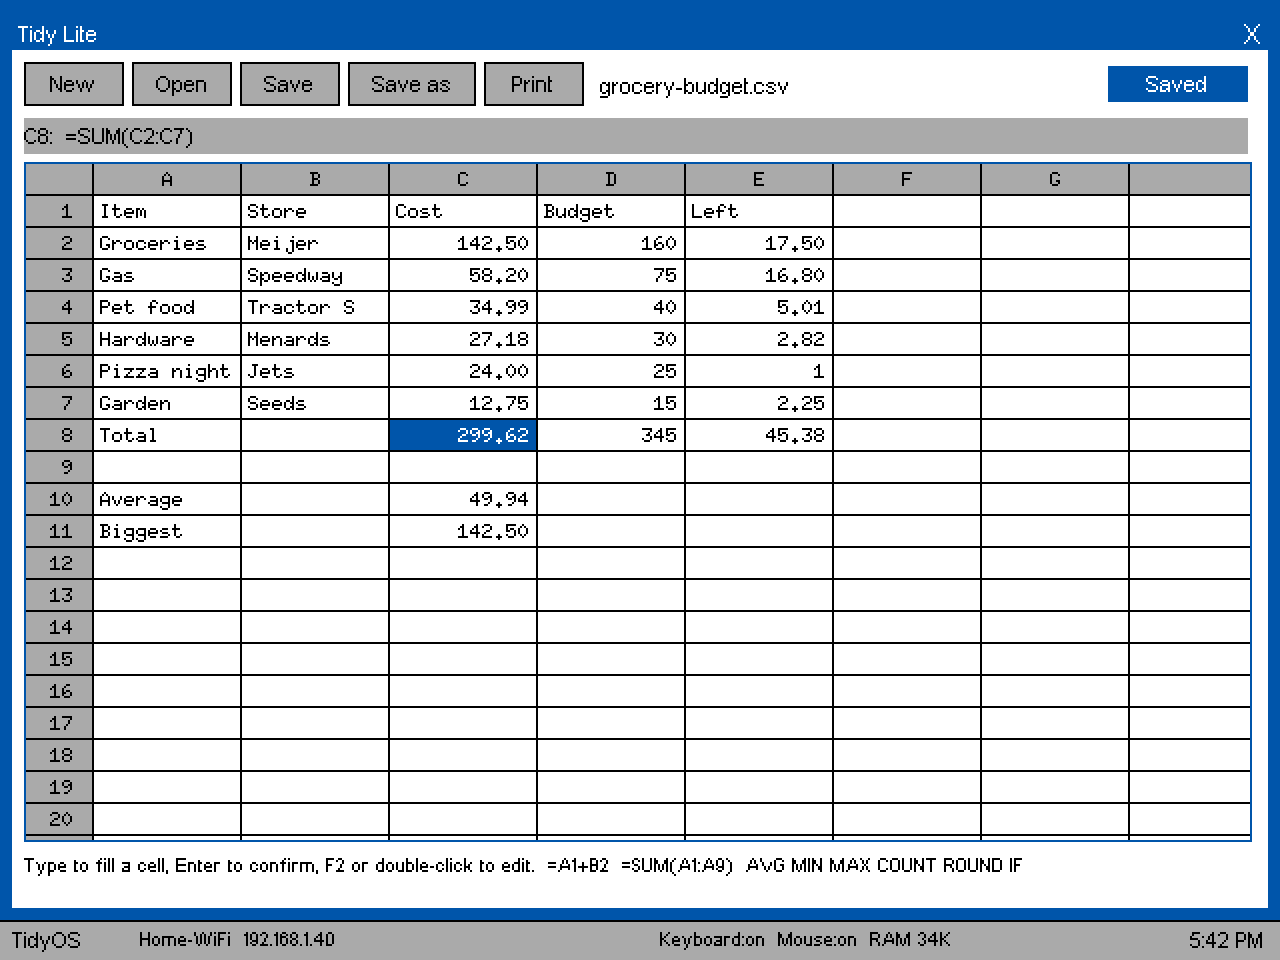 Tidy Lite X
New Open Save Save as Print grocery-budget.csv Saved
C8: =SUM(C2:C7)
A B C D E F G
1 Item Store Cost Budget Left
2 Groceries Meijer 142.50 160 17.50
3 Gas Speedway 58.20 75 16.80
4 Pet food Tractor S 34.99 40 5.01
5 Hardware Menards 27.18 30 2.82
6 Pizza night Jets 24.00 25 1
7 Garden Seeds 12.75 15 2.25
8 Total 299.62 345 45.38
9
10 Average 49.94
11 Biggest 142.50
12
13
14
15
16
17
18
19
20
Type to fill a cell, Enter to confirm, F2 or double-click to edit. =A1+B2 =SUM(A1:A9) AVG MIN MAX COUNT ROUND IF
TidyOS Home-WiFi 192.168.1.40 Keyboard:on Mouse:on RAM 34K 5:42 PM